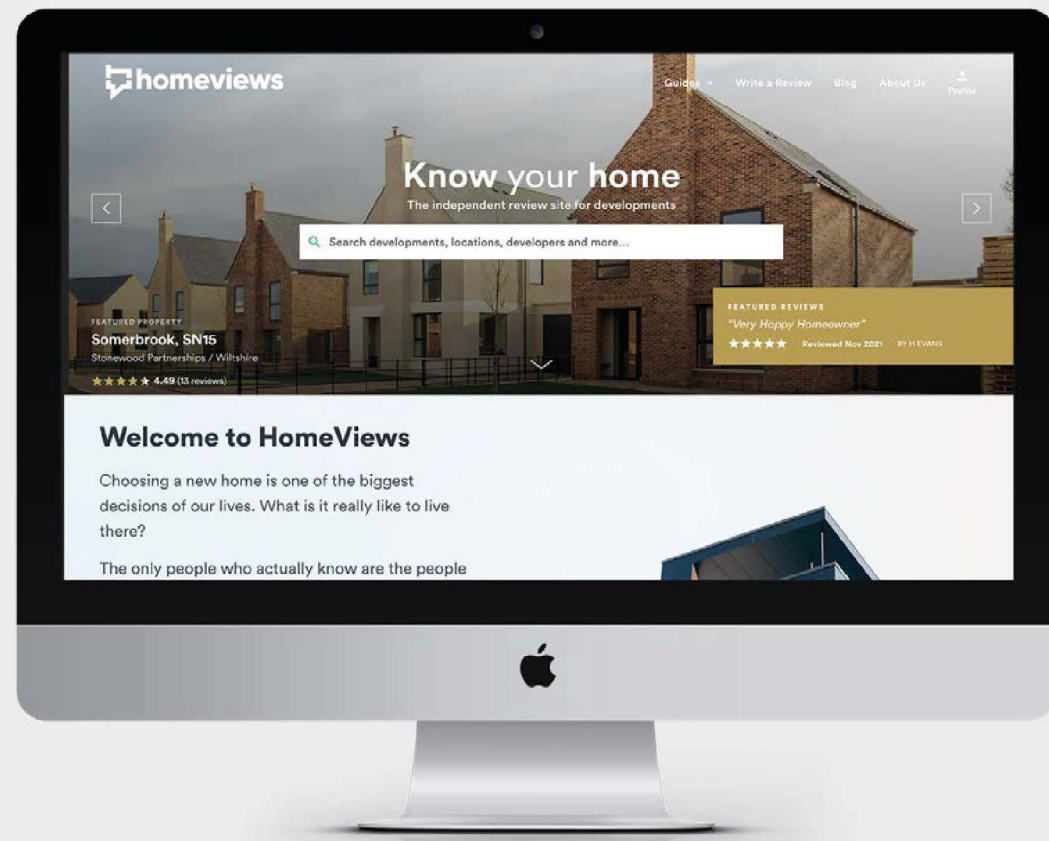 homeviews
Guides
Write a Review
Blog
About Us
Profile
Know your home
The independent review site for developments
Search developments, locations, developers and more...
FEATURED PROPERTY
Somerbrook, SN15
Stonewood Partnerships / Wiltshire
4.49 (13 reviews)
FEATURED REVIEWS
"Very Happy Homeowner"
Reviewed Nov 2021 BY H EVANS
Welcome to HomeViews
Choosing a new home is one of the biggest
decisions of our lives. What is it really like to live
there?
The only people who actually know are the people